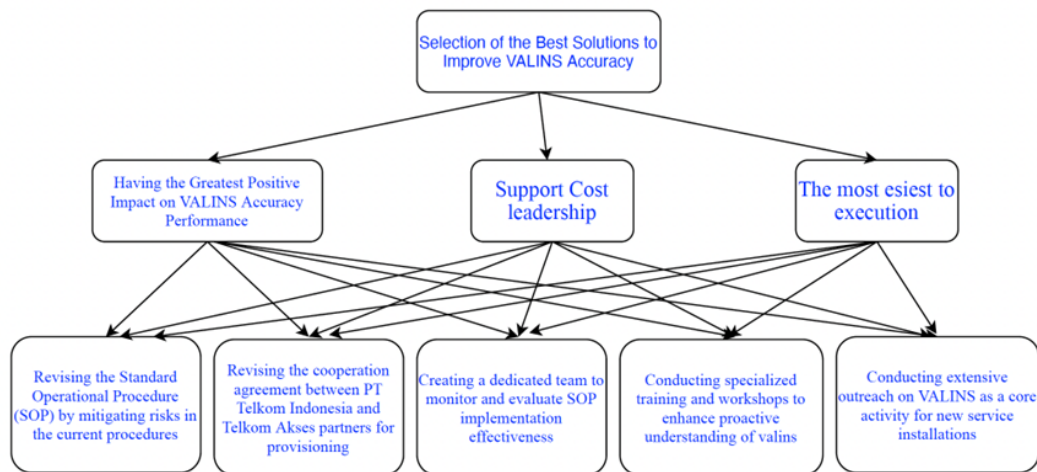 Selection of the Best Solutions to
Improve VALINS Accuracy
Having the Greatest Positive
Impact on VALINS Accuracy
Performance
Support Cost
leadership
The most esiest to
execution
Revising the Standard
Operational Procedure
(SOP) by mitigating risks in
the current procedures
Revising the cooperation
agreement between PT
Telkom Indonesia and
Telkom Akses partners for
provisioning
Creating a dedicated team to
monitor and evaluate SOP
implementation
effectiveness
Conducting specialized
training and workshops to
enhance proactive
understanding of valins
Conducting extensive
outreach on VALINS as a core
activity for new service
installations